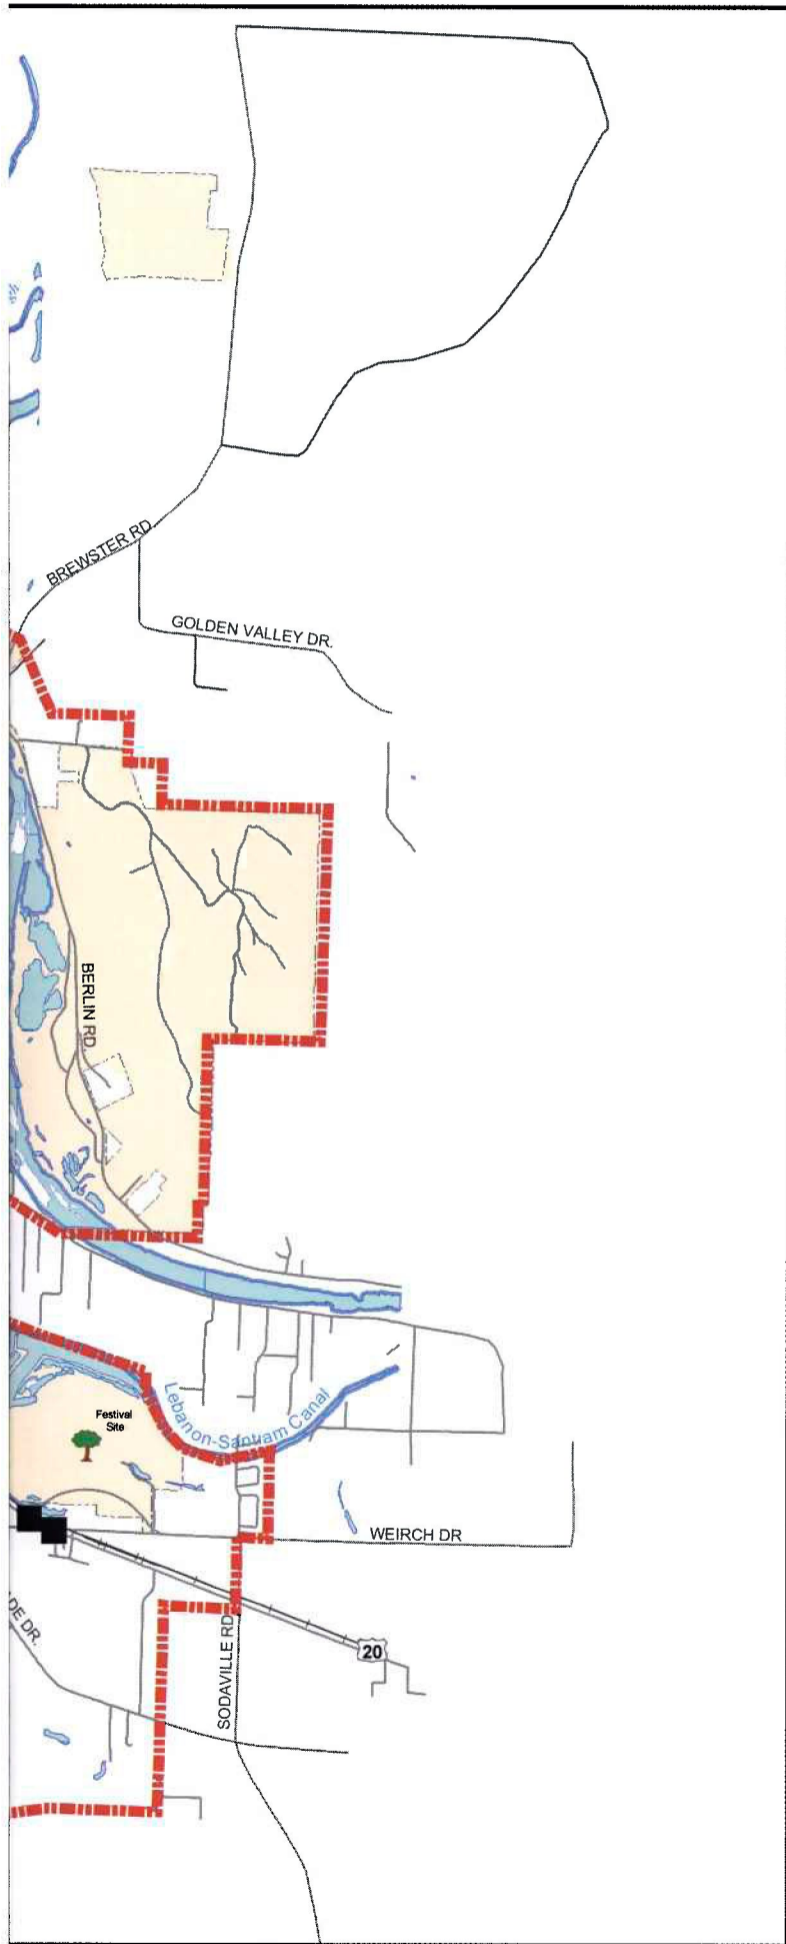 BREWSTER RD.
GOLDEN VALLEY DR.
BERLIN RD.
Lebanon-Santiam Canal
Festival
Site
WEIRCH DR
DE DR.
SODAVILLE RD
20